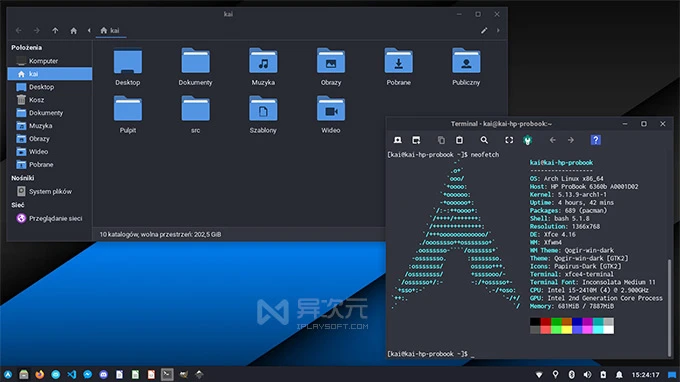 kai
kai
Położenia
Komputer
kai
Desktop
Kosz
Dokumenty
Muzyka
Obrazy
Wideo
Pobrane
Nośniki
System plików
Sieć
Przeglądanie sieci
Desktop
Dokumenty
Muzyka
Obrazy
Pobrane
Publiczny
Pulpit
src
Szablony
Wideo
10 katalogów, wolna przestrzeń: 202,5 GiB
Terminal - kai@kai-hp-probook:~
[kai@kai-hp-probook ~]$ neofetch
kai@kai-hp-probook
------------------
OS: Arch Linux x86_64
Host: HP ProBook 6360b A0001D02
Kernel: 5.13.9-arch1-1
Uptime: 4 hours, 42 mins
Packages: 689 (pacman)
Shell: bash 5.1.8
Resolution: 1366x768
DE: Xfce 4.16
WM: Xfwm4
WM Theme: Qogir-win-dark
Theme: Qogir-win-dark [GTK2]
Icons: Papirus-Dark [GTK2]
Terminal: xfce4-terminal
Terminal Font: Inconsolata Medium 11
CPU: Intel i5-2410M (4) @ 2.900GHz
GPU: Intel 2nd Generation Core Process
Memory: 681MiB / 7887MiB
[kai@kai-hp-probook ~]$
异次元
IPLAYSOFT.COM
15:24:17